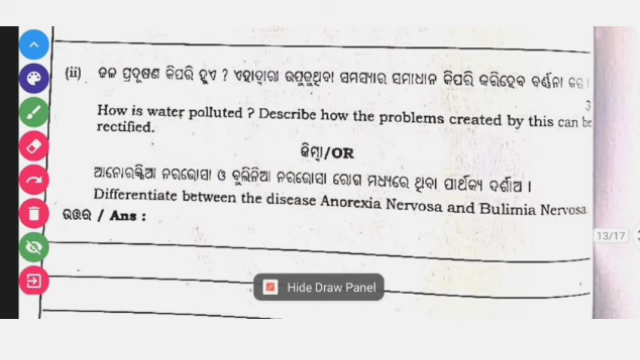 (ii) ଜଳ ପ୍ରଦୂଷଣ କିପରି ହୁଏ ? ଏହାଦ୍ୱାରା ଉପୁଜୁଥିବା ସମସ୍ୟାର ସମାଧାନ କିପରି କରିହେବ ବର୍ଣ୍ଣନା କର।
3
How is water polluted ? Describe how the problems created by this can be
rectified.
କିମ୍ବା/OR
ଆନୋରକ୍ସିଆ ନରଭୋସା ଓ ବୁଲିମିଆ ନରଭୋସା ରୋଗ ମଧ୍ୟରେ ଥିବା ପାର୍ଥକ୍ୟ ଦର୍ଶାଅ ।
Differentiate between the disease Anorexia Nervosa and Bulimia Nervosa
ଉତ୍ତର / Ans :
13/17
Hide Draw Panel